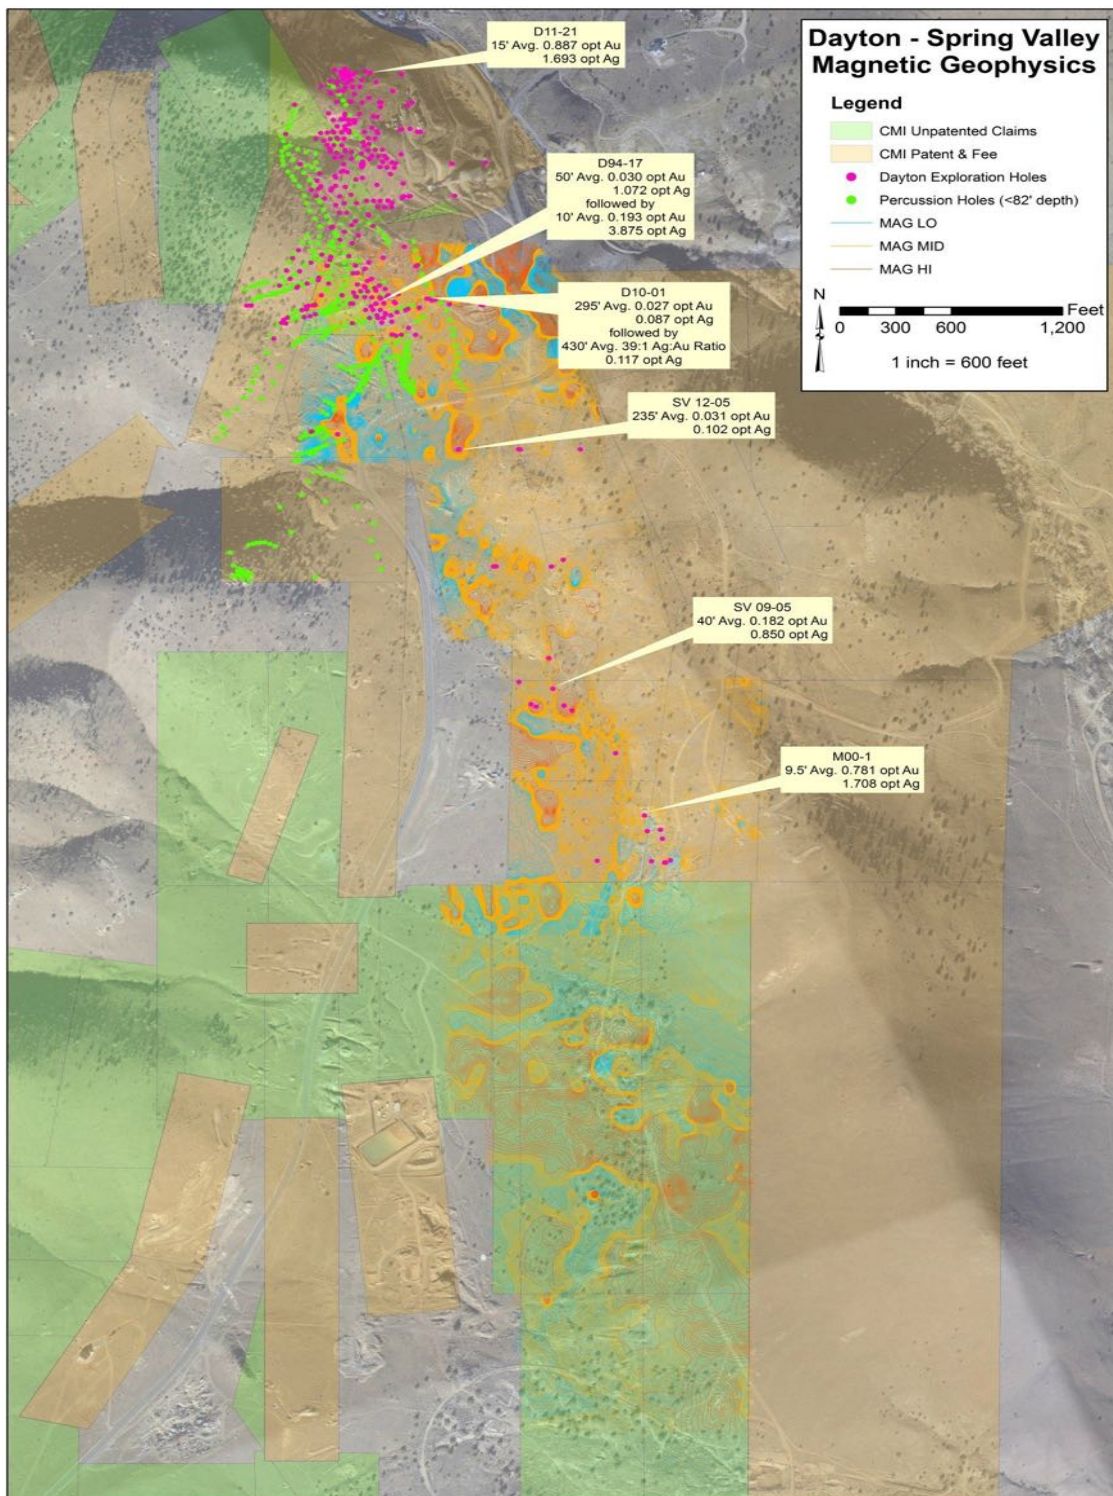 D11-21
15' Avg. 0.887 opt Au
1.693 opt Ag
Dayton - Spring Valley
Magnetic Geophysics
Legend
CMI Unpatented Claims
CMI Patent & Fee
Dayton Exploration Holes
Percussion Holes (<82' depth)
MAG LO
MAG MID
MAG HI
N
Feet
0 300 600 1,200
1 inch = 600 feet
D94-17
50' Avg. 0.030 opt Au
1.072 opt Ag
followed by
10' Avg. 0.193 opt Au
3.875 opt Ag
D10-01
295' Avg. 0.027 opt Au
0.087 opt Ag
followed by
430' Avg. 39:1 Ag:Au Ratio
0.117 opt Ag
SV 12-05
235' Avg. 0.031 opt Au
0.102 opt Ag
SV 09-05
40' Avg. 0.182 opt Au
0.850 opt Ag
M00-1
9.5' Avg. 0.781 opt Au
1.708 opt Ag